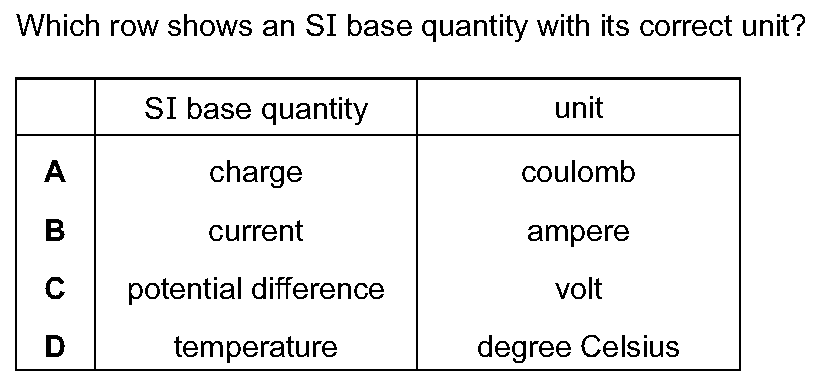 Which row shows an SI base quantity with its correct unit?
SI base quantity unit
A charge coulomb
B current ampere
C potential difference volt
D temperature degree Celsius